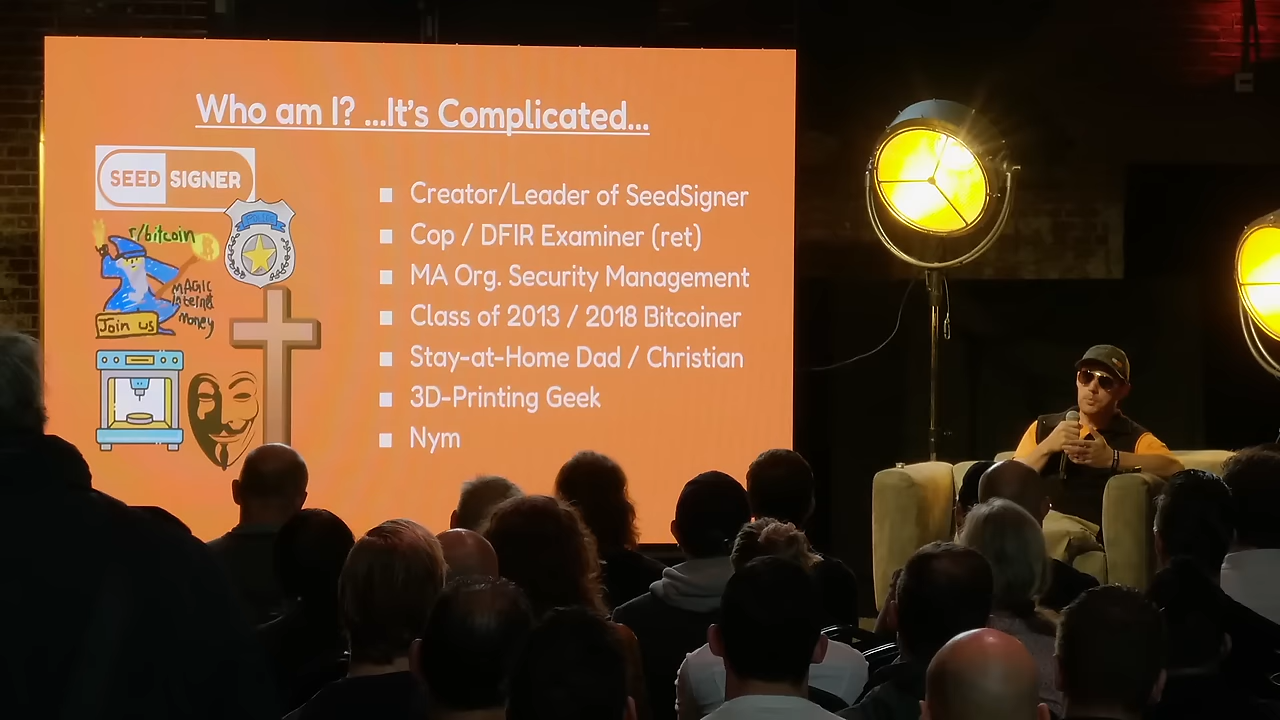 Who am I? ...It's Complicated...
SEED SIGNER
POLICE
r/bitcoin
MAGIC
internet
money
Join us
Creator/Leader of SeedSigner
Cop / DFIR Examiner (ret)
MA Org. Security Management
Class of 2013 / 2018 Bitcoiner
Stay-at-Home Dad / Christian
3D-Printing Geek
Nym